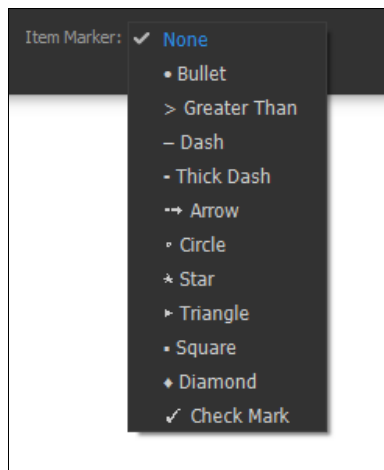 Item Marker: ✔ None
• Bullet
> Greater Than
– Dash
- Thick Dash
⇢ Arrow
∘ Circle
* Star
‣ Triangle
▪ Square
◆ Diamond
✓ Check Mark